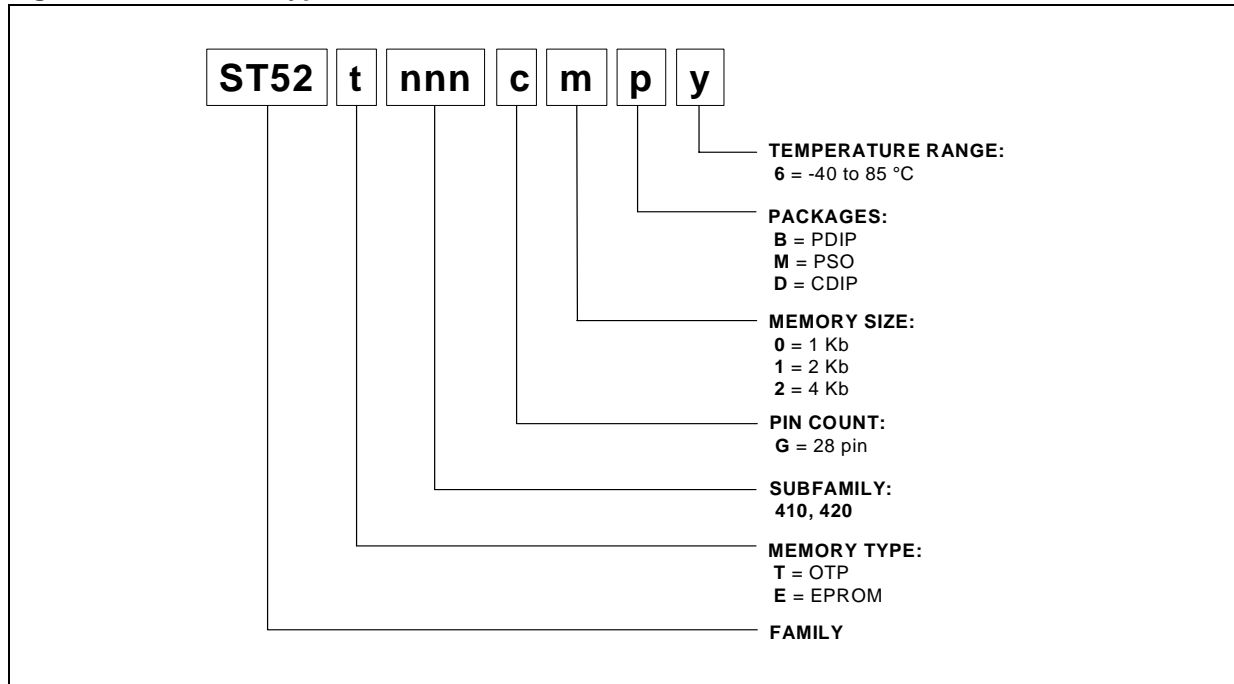 ST52 t nnn c m p y
TEMPERATURE RANGE:
6 = -40 to 85 °C
PACKAGES:
B = PDIP
M = PSO
D = CDIP
MEMORY SIZE:
0 = 1 Kb
1 = 2 Kb
2 = 4 Kb
PIN COUNT:
G = 28 pin
SUBFAMILY:
410, 420
MEMORY TYPE:
T = OTP
E = EPROM
FAMILY